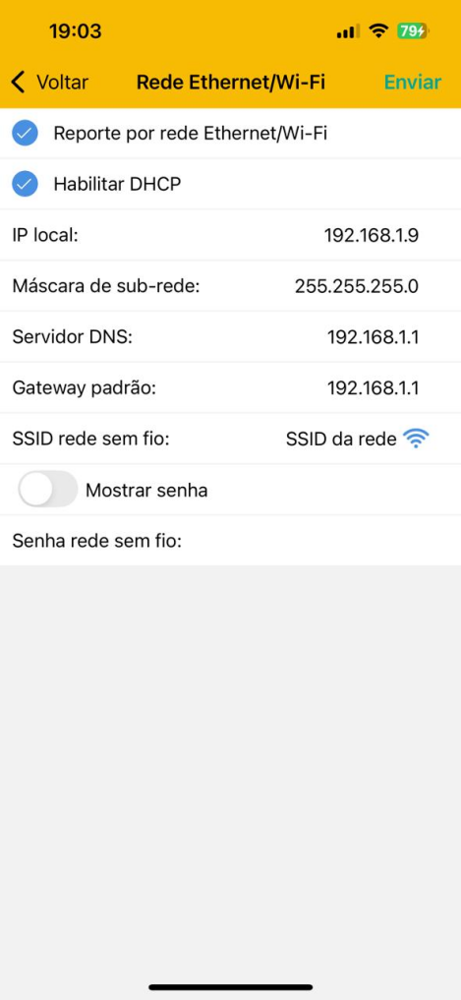 19:03
79
Voltar Rede Ethernet/Wi-Fi Enviar
Reporte por rede Ethernet/Wi-Fi
Habilitar DHCP
IP local: 192.168.1.9
Máscara de sub-rede: 255.255.255.0
Servidor DNS: 192.168.1.1
Gateway padrão: 192.168.1.1
SSID rede sem fio: SSID da rede
Mostrar senha
Senha rede sem fio: